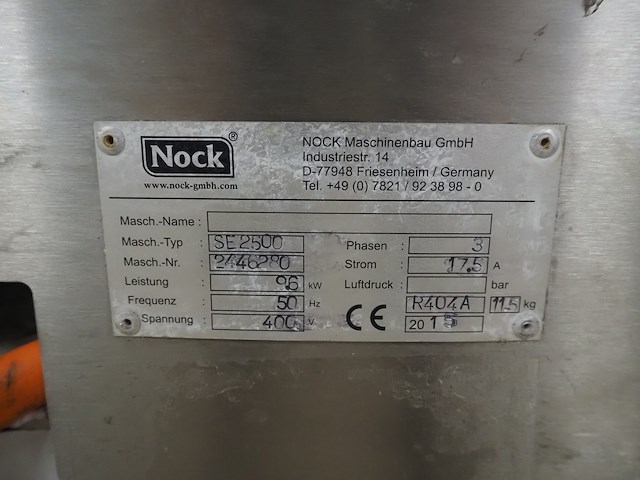 Nock®
www.nock-gmbh.com
NOCK Maschinenbau GmbH
Industriestr. 14
D-77948 Friesenheim / Germany
Tel. +49 (0) 7821 / 92 38 98 - 0
Masch.-Name :
Masch.-Typ : SE2500 Phasen : 3
Masch.-Nr. : 2446280 Strom : 17.5 A
Leistung : kW Luftdruck : bar
Frequenz : 50 Hz R404A 11.5 kg
Spannung : 400 V CE 2015